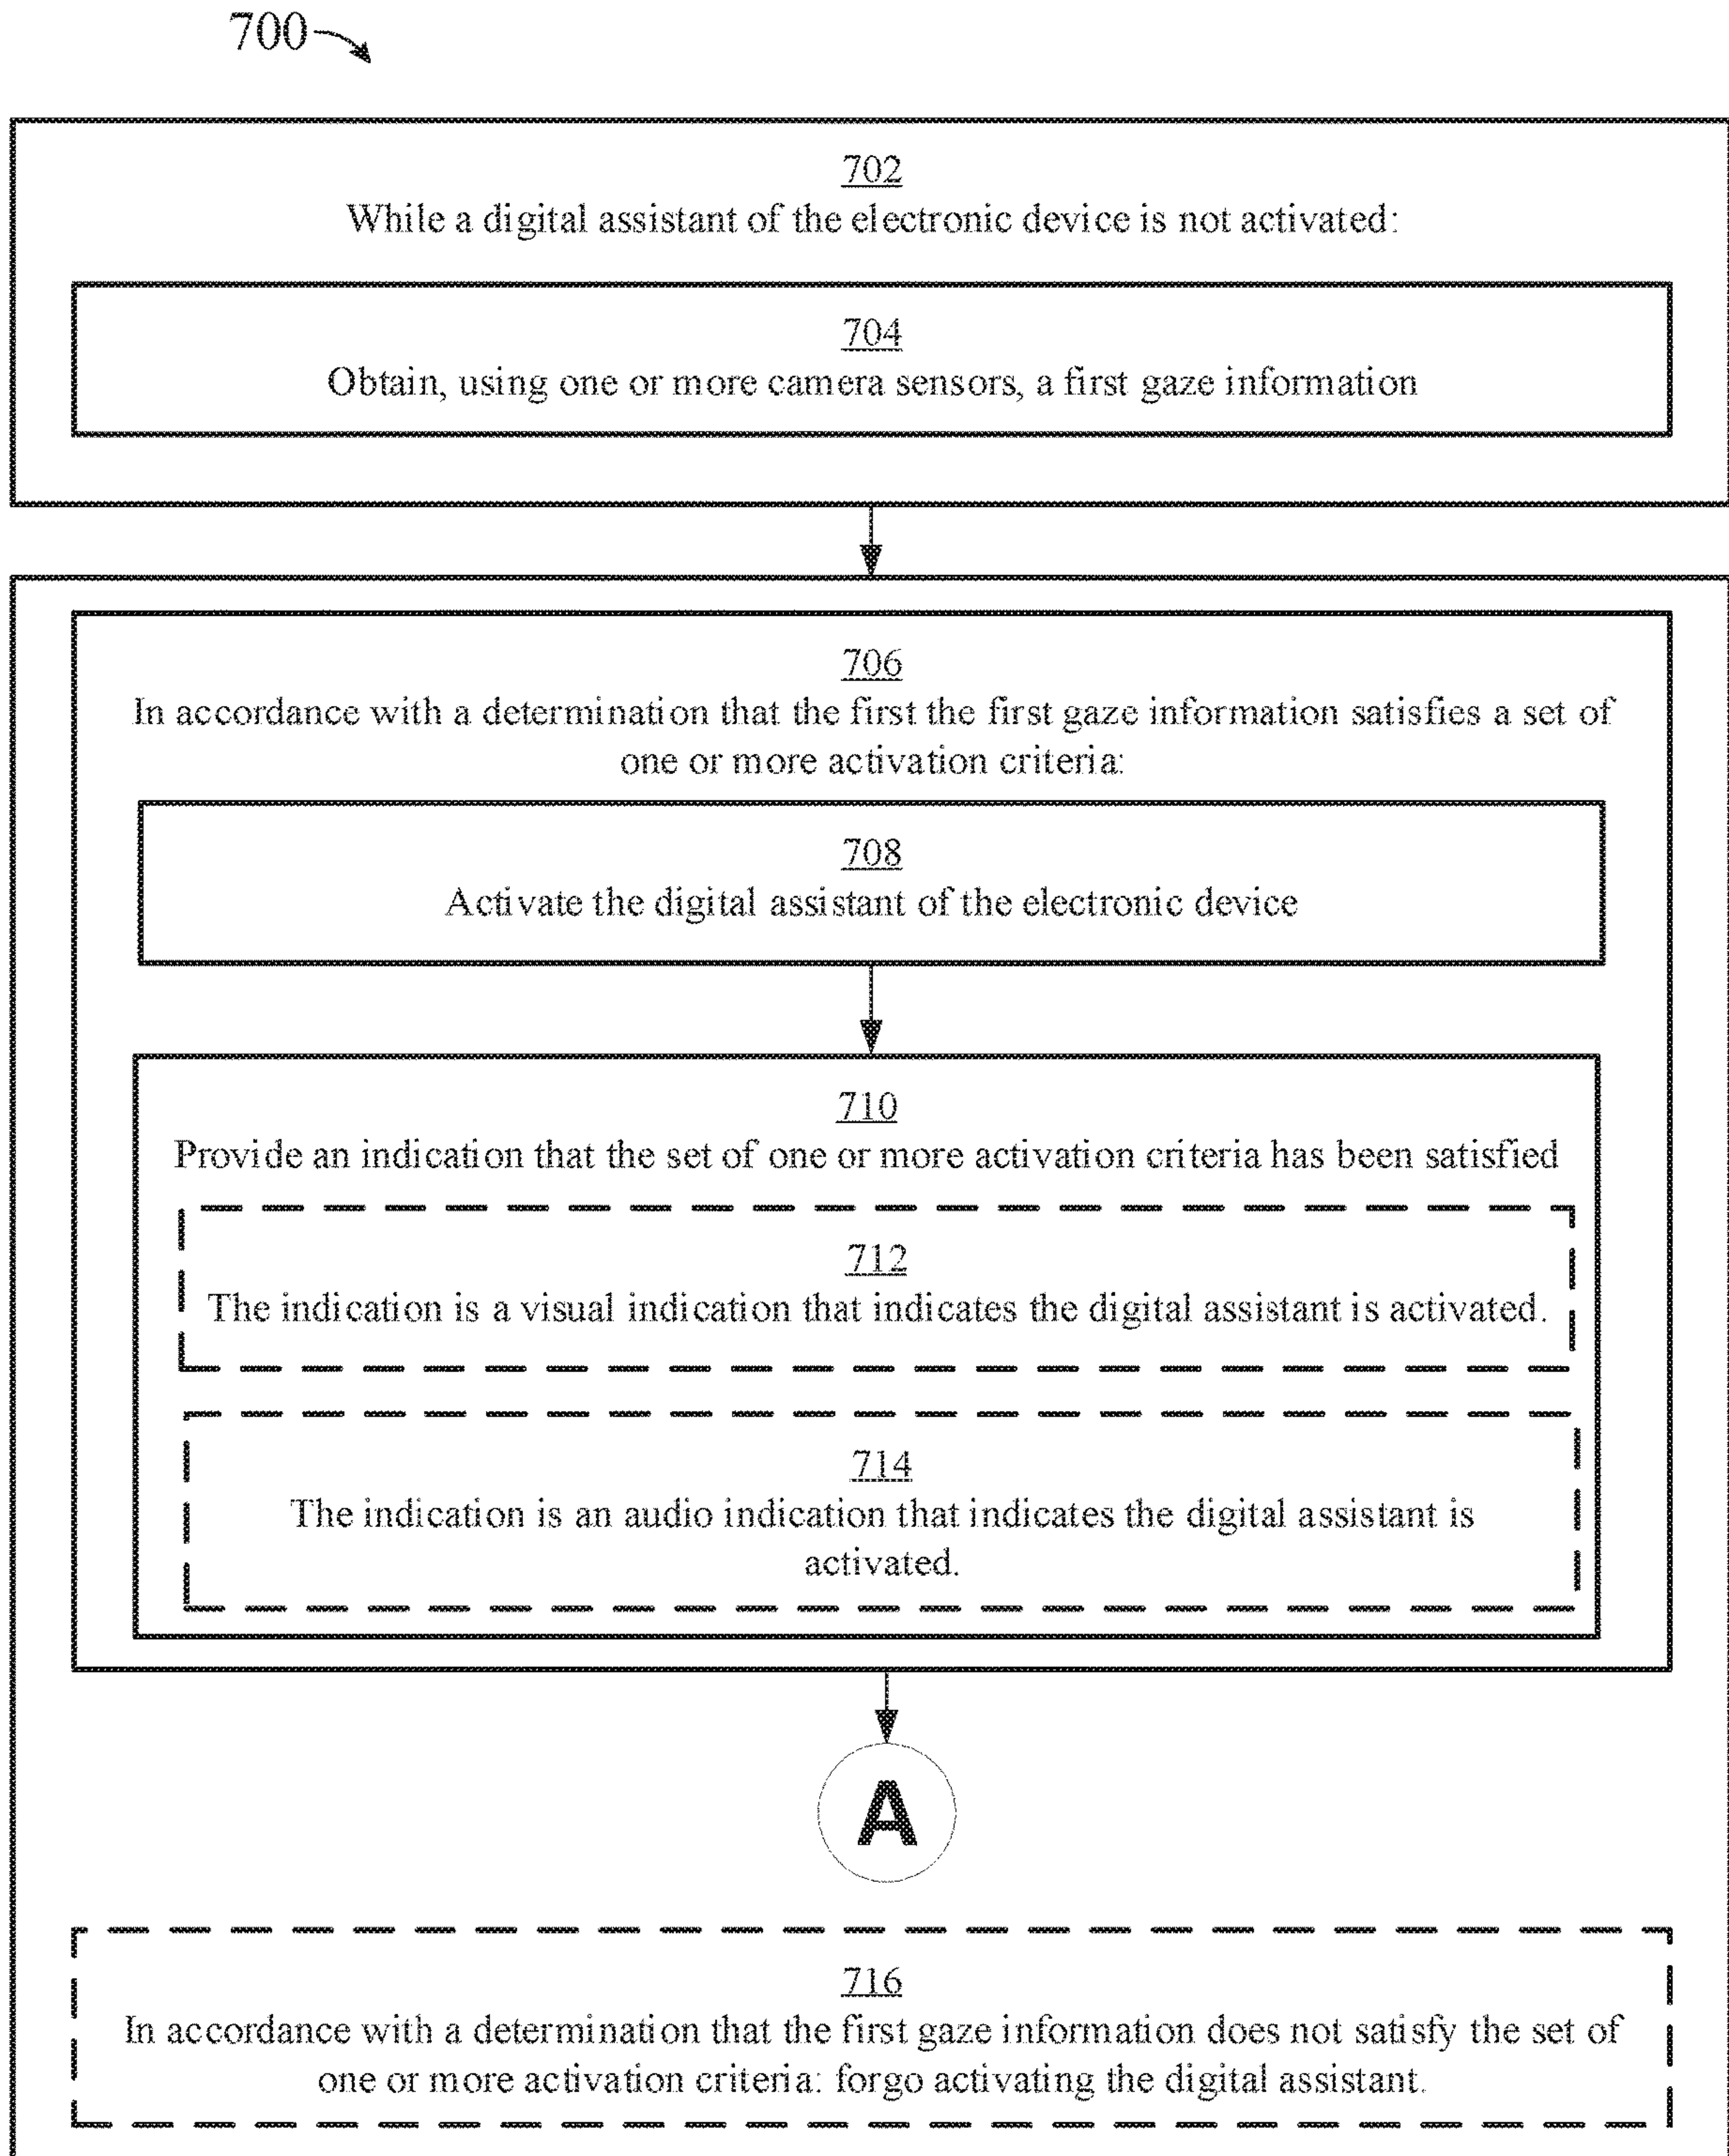 700
702
While a digital assistant of the electronic device is not activated:
704
Obtain, using one or more camera sensors, a first gaze information
706
In accordance with a determination that the first the first gaze information satisfies a set of
one or more activation criteria:
708
Activate the digital assistant of the electronic device
710
Provide an indication that the set of one or more activation criteria has been satisfied
712
The indication is a visual indication that indicates the digital assistant is activated.
714
The indication is an audio indication that indicates the digital assistant is
activated.
A
716
In accordance with a determination that the first gaze information does not satisfy the set of
one or more activation criteria: forgo activating the digital assistant.